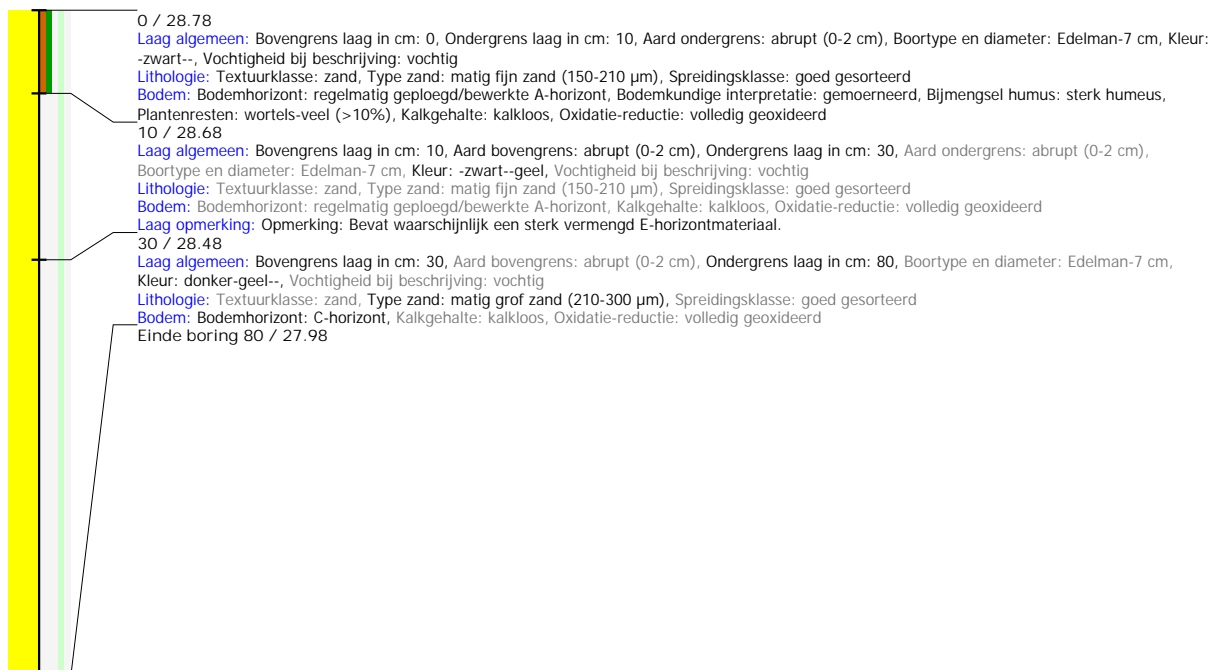 0 / 28.78
Laag algemeen: Bovengrens laag in cm: 0, Ondergrens laag in cm: 10, Aard ondergrens: abrupt (0-2 cm), Boortype en diameter: Edelman-7 cm, Kleur:
-zwart--, Vochtigheid bij beschrijving: vochtig
Lithologie: Textuurklasse: zand, Type zand: matig fijn zand (150-210 µm), Spreidingsklasse: goed gesorteerd
Bodem: Bodemhorizont: regelmatig geploegd/bewerkte A-horizont, Bodemkundige interpretatie: gemoerneerd, Bijmengsel humus: sterk humeus,
Plantenresten: wortels-veel (>10%), Kalkgehalte: kalkloos, Oxidatie-reductie: volledig geoxideerd
10 / 28.68
Laag algemeen: Bovengrens laag in cm: 10, Aard bovengrens: abrupt (0-2 cm), Ondergrens laag in cm: 30, Aard ondergrens: abrupt (0-2 cm),
Boortype en diameter: Edelman-7 cm, Kleur: -zwart--geel, Vochtigheid bij beschrijving: vochtig
Lithologie: Textuurklasse: zand, Type zand: matig fijn zand (150-210 µm), Spreidingsklasse: goed gesorteerd
Bodem: Bodemhorizont: regelmatig geploegd/bewerkte A-horizont, Kalkgehalte: kalkloos, Oxidatie-reductie: volledig geoxideerd
Laag opmerking: Opmerking: Bevat waarschijnlijk een sterk vermengd E-horizontmateriaal.
30 / 28.48
Laag algemeen: Bovengrens laag in cm: 30, Aard bovengrens: abrupt (0-2 cm), Ondergrens laag in cm: 80, Boortype en diameter: Edelman-7 cm,
Kleur: donker-geel--, Vochtigheid bij beschrijving: vochtig
Lithologie: Textuurklasse: zand, Type zand: matig grof zand (210-300 µm), Spreidingsklasse: goed gesorteerd
Bodem: Bodemhorizont: C-horizont, Kalkgehalte: kalkloos, Oxidatie-reductie: volledig geoxideerd
Einde boring 80 / 27.98